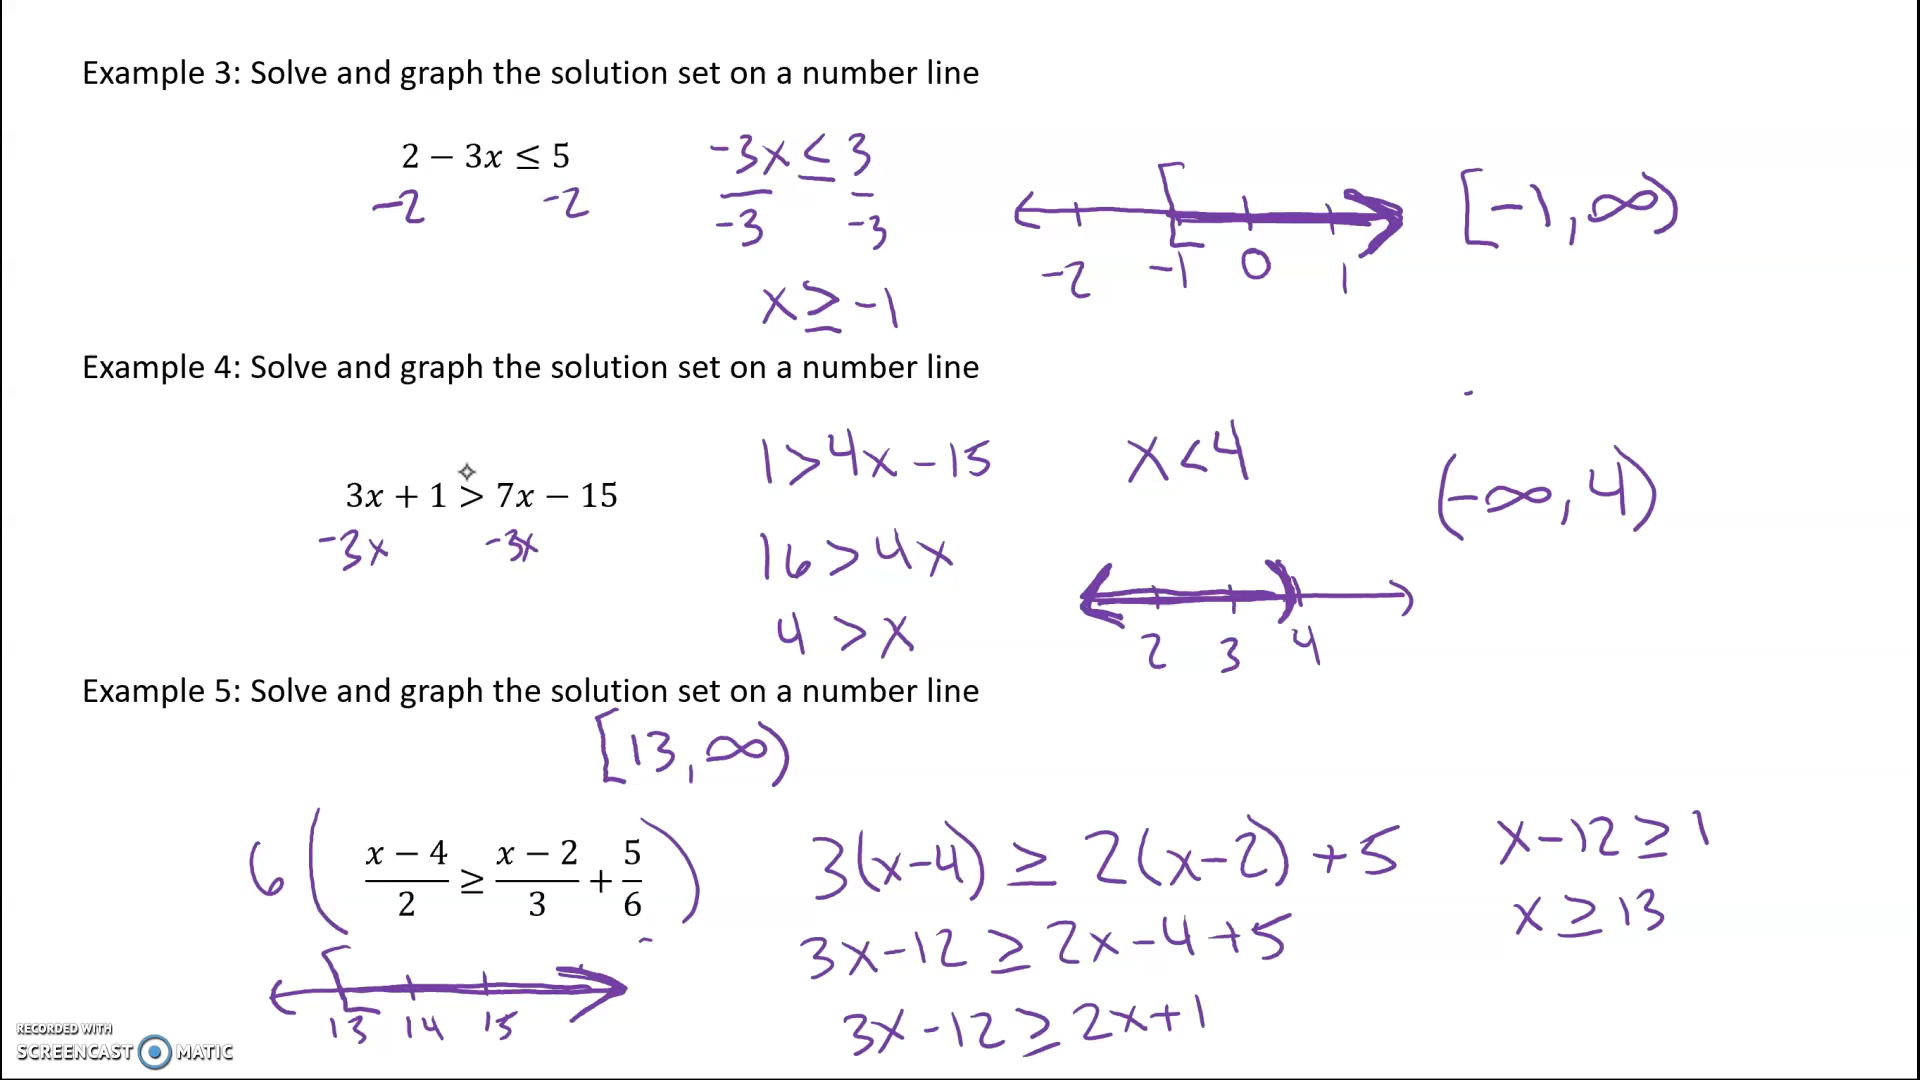 Example 3: Solve and graph the solution set on a number line
2 − 3x ≤ 5
-2 -2
-3x ≤ 3
-3 -3
x ≥ -1
-2 -1 0 1
[-1, ∞)
Example 4: Solve and graph the solution set on a number line
3x + 1 > 7x − 15
-3x -3x
1 > 4x - 15
16 > 4x
4 > x
x < 4
2 3 4
(-∞, 4)
Example 5: Solve and graph the solution set on a number line
[13, ∞)
6( (x − 4)/2 ≥ (x − 2)/3 + 5/6 )
13 14 15
3(x-4) ≥ 2(x-2) + 5
3x - 12 ≥ 2x - 4 + 5
3x - 12 ≥ 2x + 1
x - 12 ≥ 1
x ≥ 13
RECORDED WITH
SCREENCAST MATIC